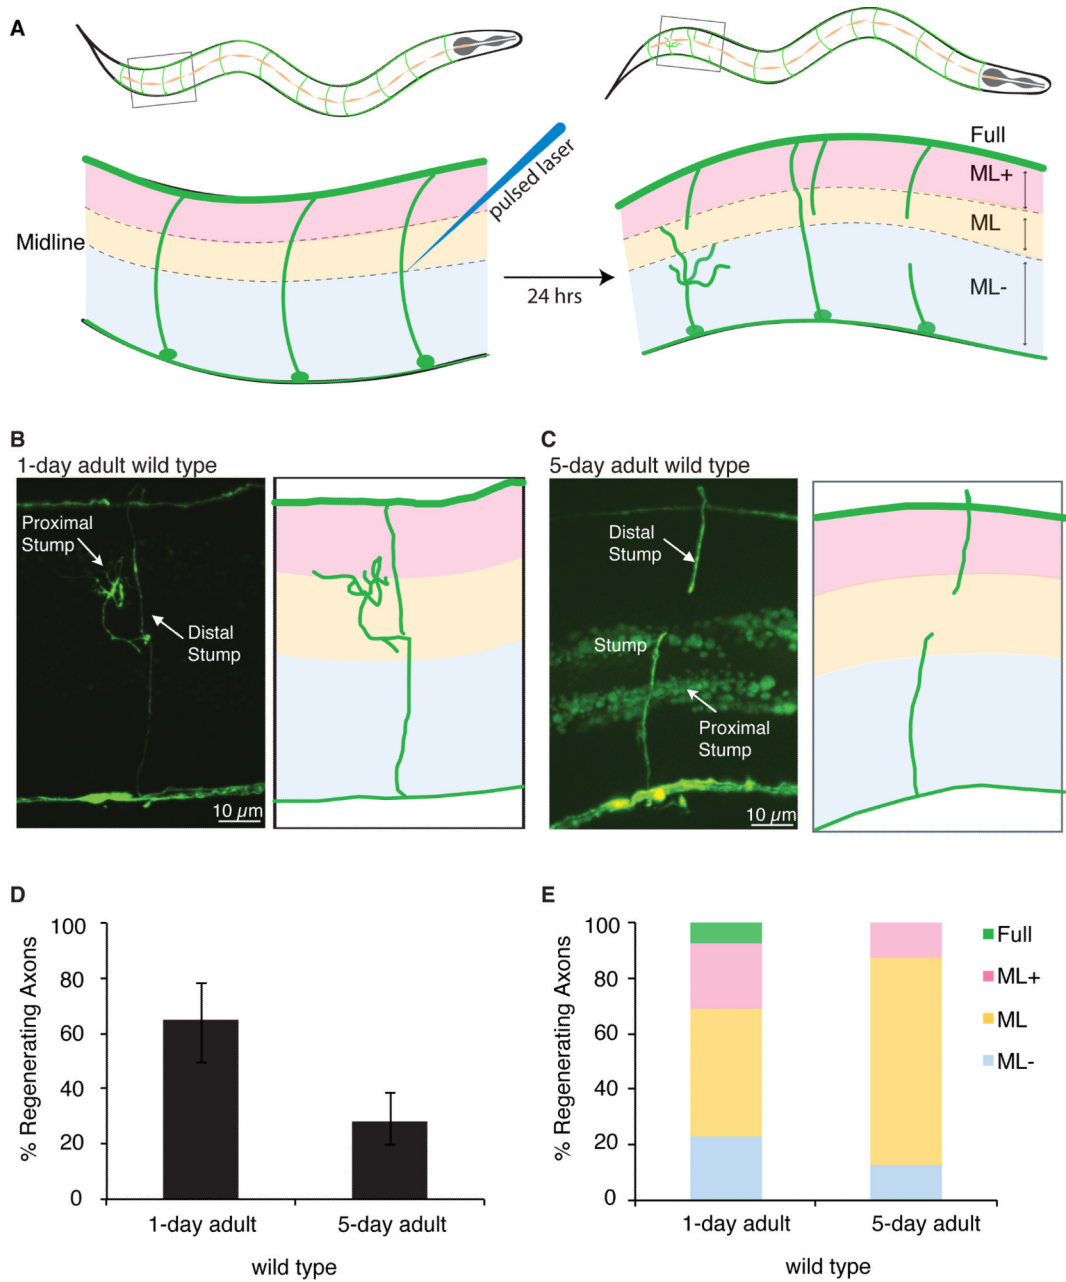 A
pulsed laser
Midline
24 hrs
Full
ML+
ML
ML-
B
1-day adult wild type
Proximal
Stump
Distal
Stump
10 µm
C
5-day adult wild type
Distal
Stump
Stump
Proximal
Stump
10 µm
D
% Regenerating Axons
100
80
60
40
20
0
1-day adult
5-day adult
wild type
E
% Regenerating Axons
100
80
60
40
20
0
1-day adult
5-day adult
wild type
Full
ML+
ML
ML-